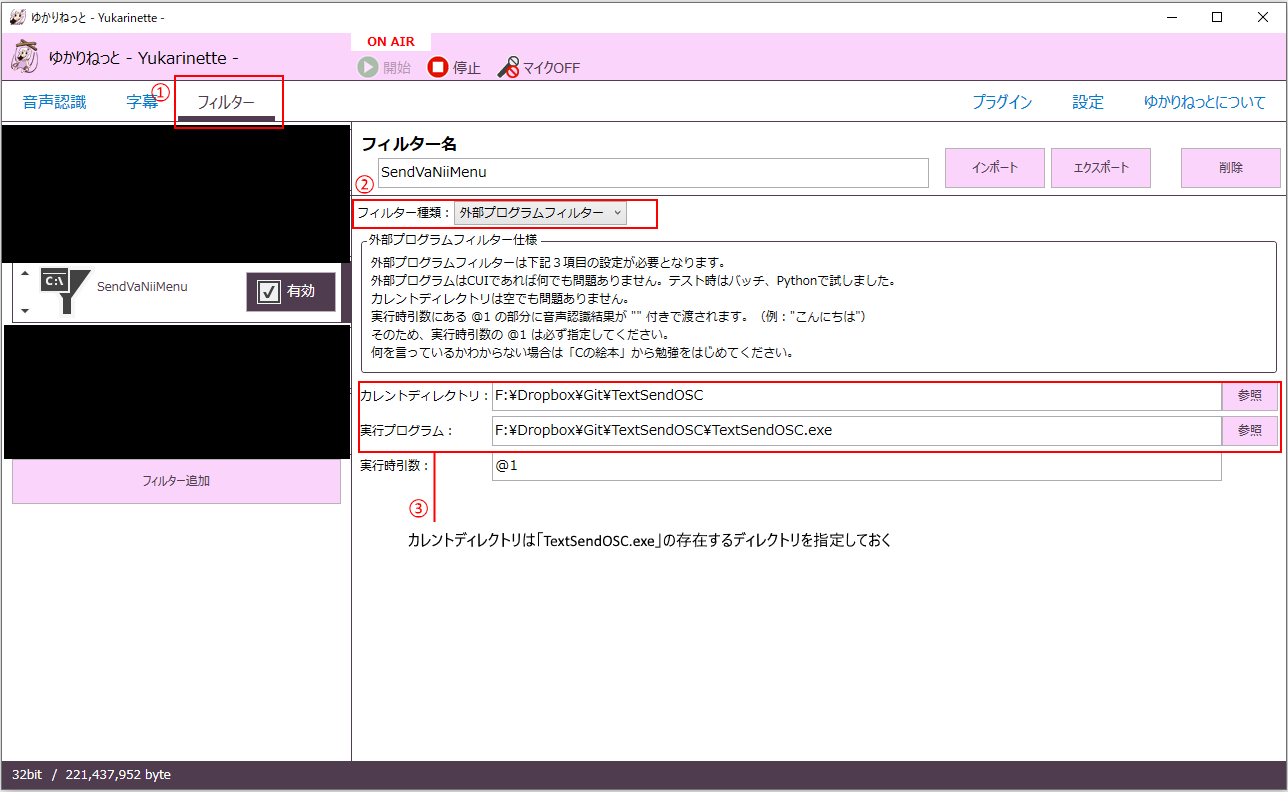 ゆかりねっと - Yukarinette -
ゆかりねっと - Yukarinette -
ON AIR
開始
停止
マイクOFF
音声認識
字幕
①
フィルター
プラグイン
設定
ゆかりねっとについて
フィルター名
SendVaNiiMenu
インポート
エクスポート
削除
②
フィルター種類：
外部プログラムフィルター
外部プログラムフィルター仕様
外部プログラムフィルターは下記３項目の設定が必要となります。
外部プログラムはCUIであれば何でも問題ありません。テスト時はバッチ、Pythonで試しました。
カレントディレクトリは空でも問題ありません。
実行時引数にある @1 の部分に音声認識結果が "" 付きで渡されます。（例："こんにちは"）
そのため、実行時引数の @1 は必ず指定してください。
何を言っているかわからない場合は「Cの絵本」から勉強をはじめてください。
C:\
SendVaNiiMenu
有効
フィルター追加
カレントディレクトリ：
F:¥Dropbox¥Git¥TextSendOSC
参照
実行プログラム：
F:¥Dropbox¥Git¥TextSendOSC¥TextSendOSC.exe
参照
実行時引数：
@1
③
カレントディレクトリは「TextSendOSC.exe」の存在するディレクトリを指定しておく
32bit / 221,437,952 byte